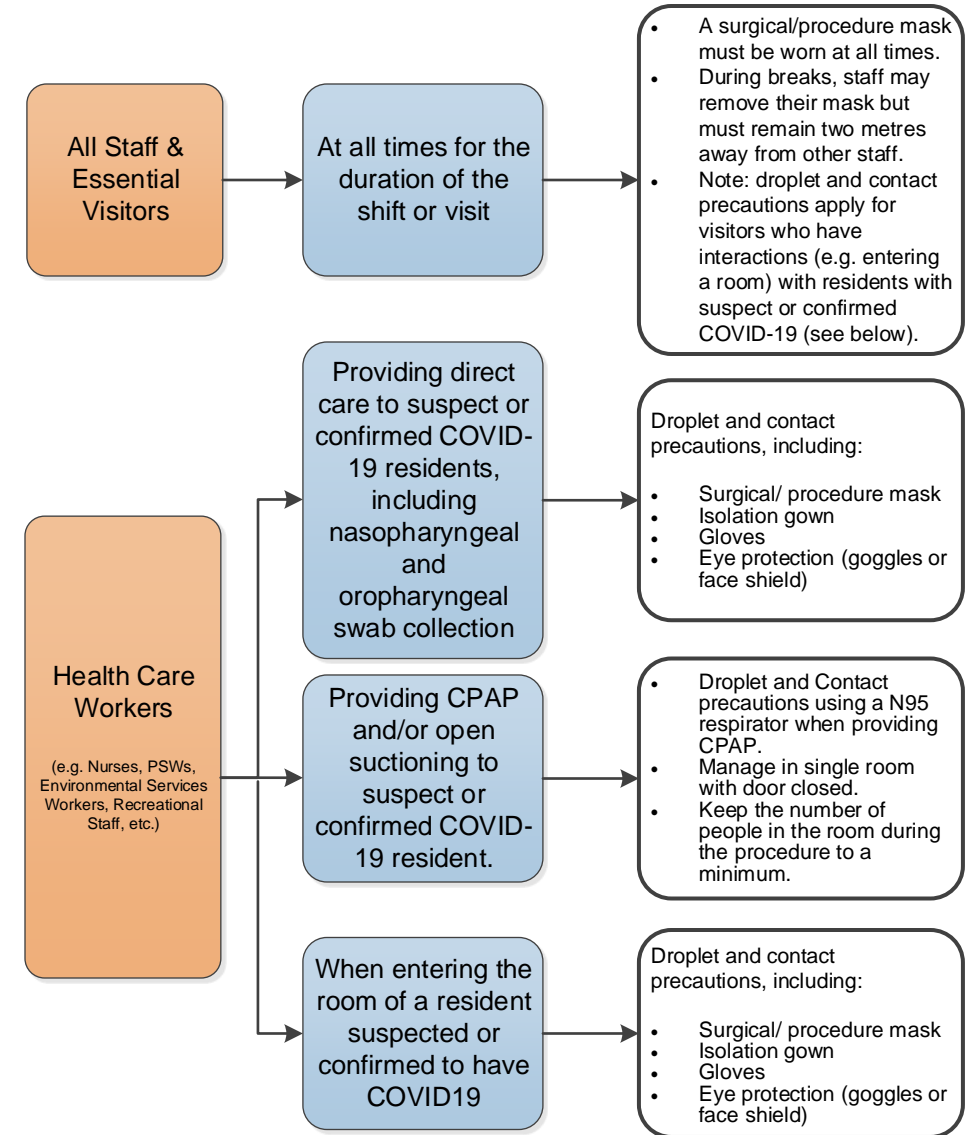 All Staff &
Essential
Visitors
At all times for the
duration of the
shift or visit
• A surgical/procedure mask
must be worn at all times.
• During breaks, staff may
remove their mask but
must remain two metres
away from other staff.
• Note: droplet and contact
precautions apply for
visitors who have
interactions (e.g. entering
a room) with residents with
suspect or confirmed
COVID-19 (see below).
Health Care
Workers
(e.g. Nurses, PSWs,
Environmental Services
Workers, Recreational
Staff, etc.)
Providing direct
care to suspect or
confirmed COVID-
19 residents,
including
nasopharyngeal
and
oropharyngeal
swab collection
Droplet and contact
precautions, including:
• Surgical/ procedure mask
• Isolation gown
• Gloves
• Eye protection (goggles or
face shield)
Providing CPAP
and/or open
suctioning to
suspect or
confirmed COVID-
19 resident.
• Droplet and Contact
precautions using a N95
respirator when providing
CPAP.
• Manage in single room
with door closed.
• Keep the number of
people in the room during
the procedure to a
minimum.
When entering the
room of a resident
suspected or
confirmed to have
COVID19
Droplet and contact
precautions, including:
• Surgical/ procedure mask
• Isolation gown
• Gloves
• Eye protection (goggles or
face shield)